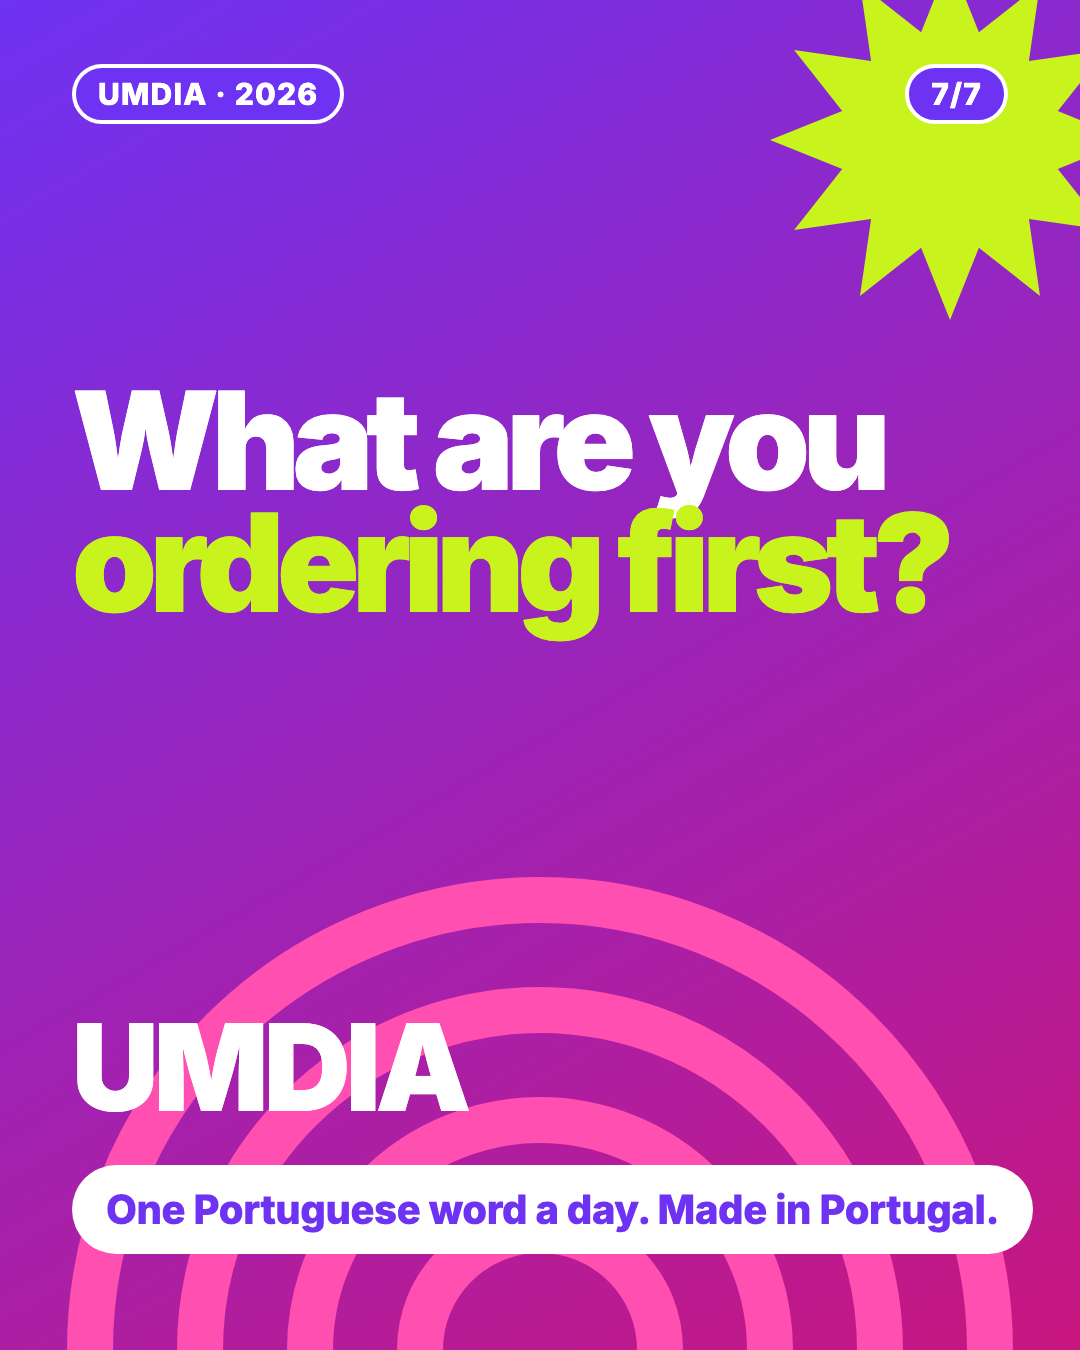 UMDIA · 2026
7/7
What are you
ordering first?
UMDIA
One Portuguese word a day. Made in Portugal.